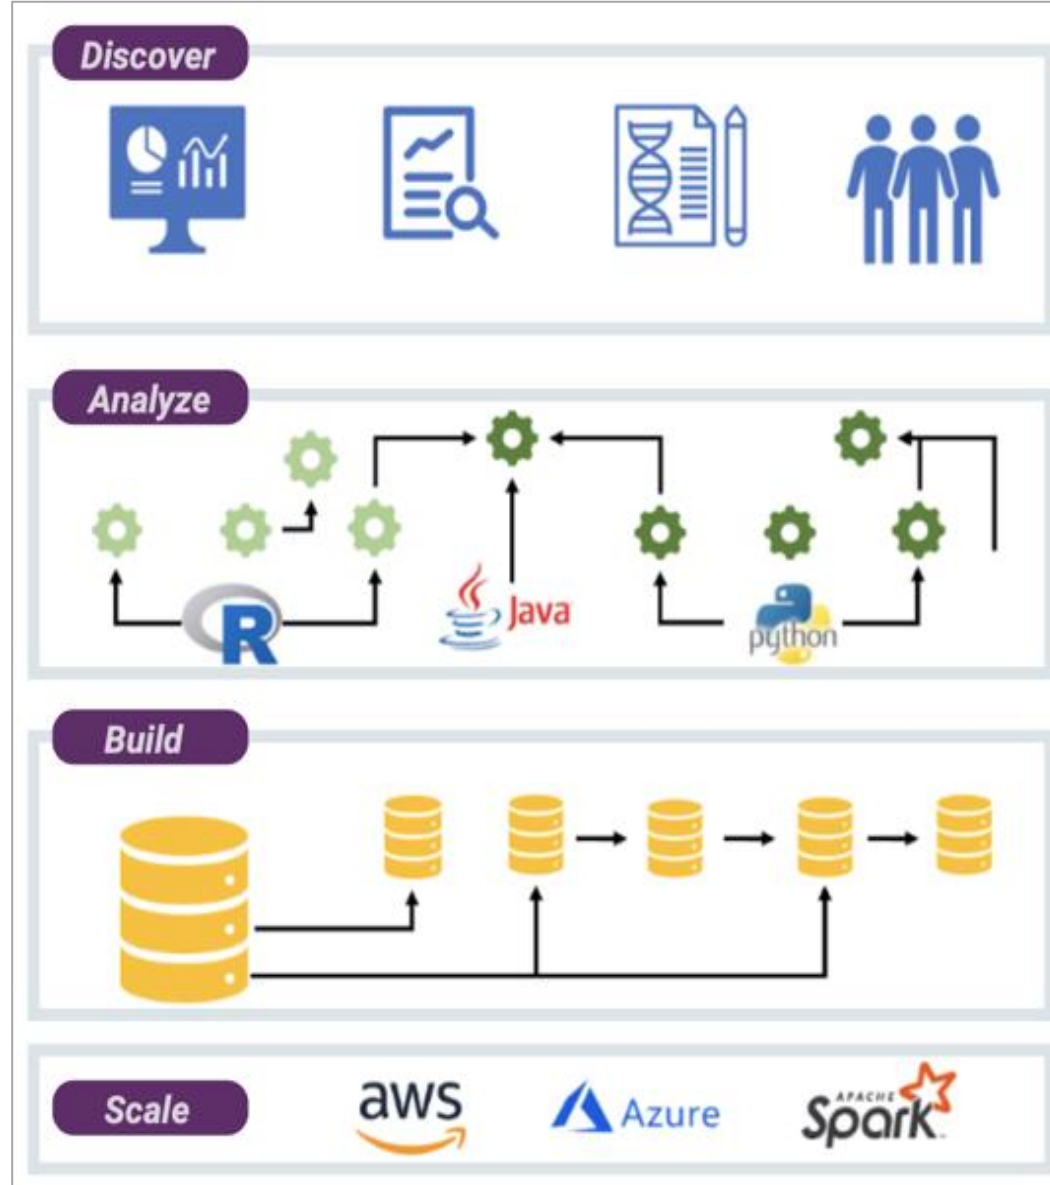 Discover
Analyze
R
Java
python
Build
Scale
aws
Azure
APACHE
Spark